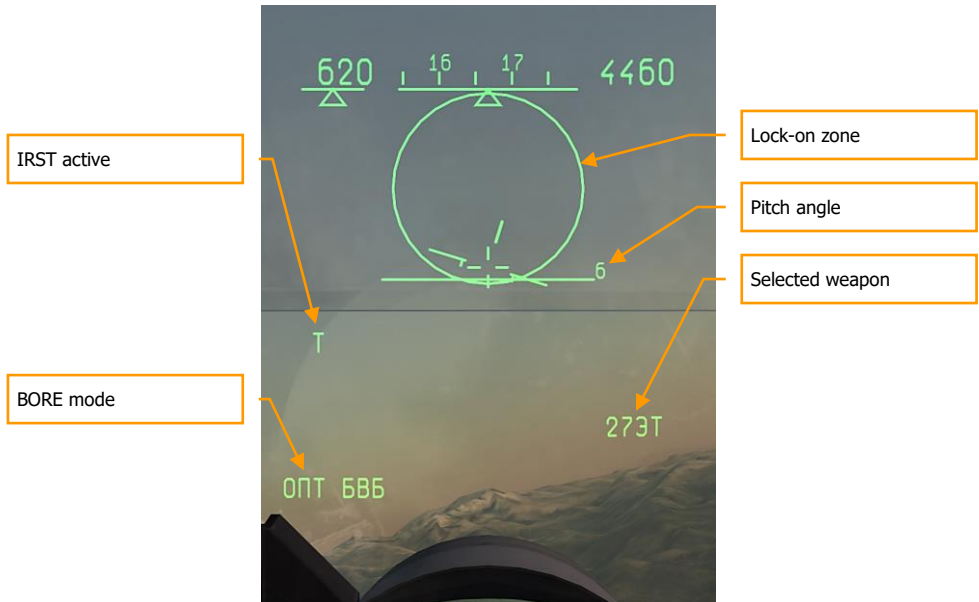 620 16 17 4460
Lock-on zone
IRST active
Pitch angle
6
Selected weapon
Т
BORE mode
27ЭТ
ОПТ БВБ